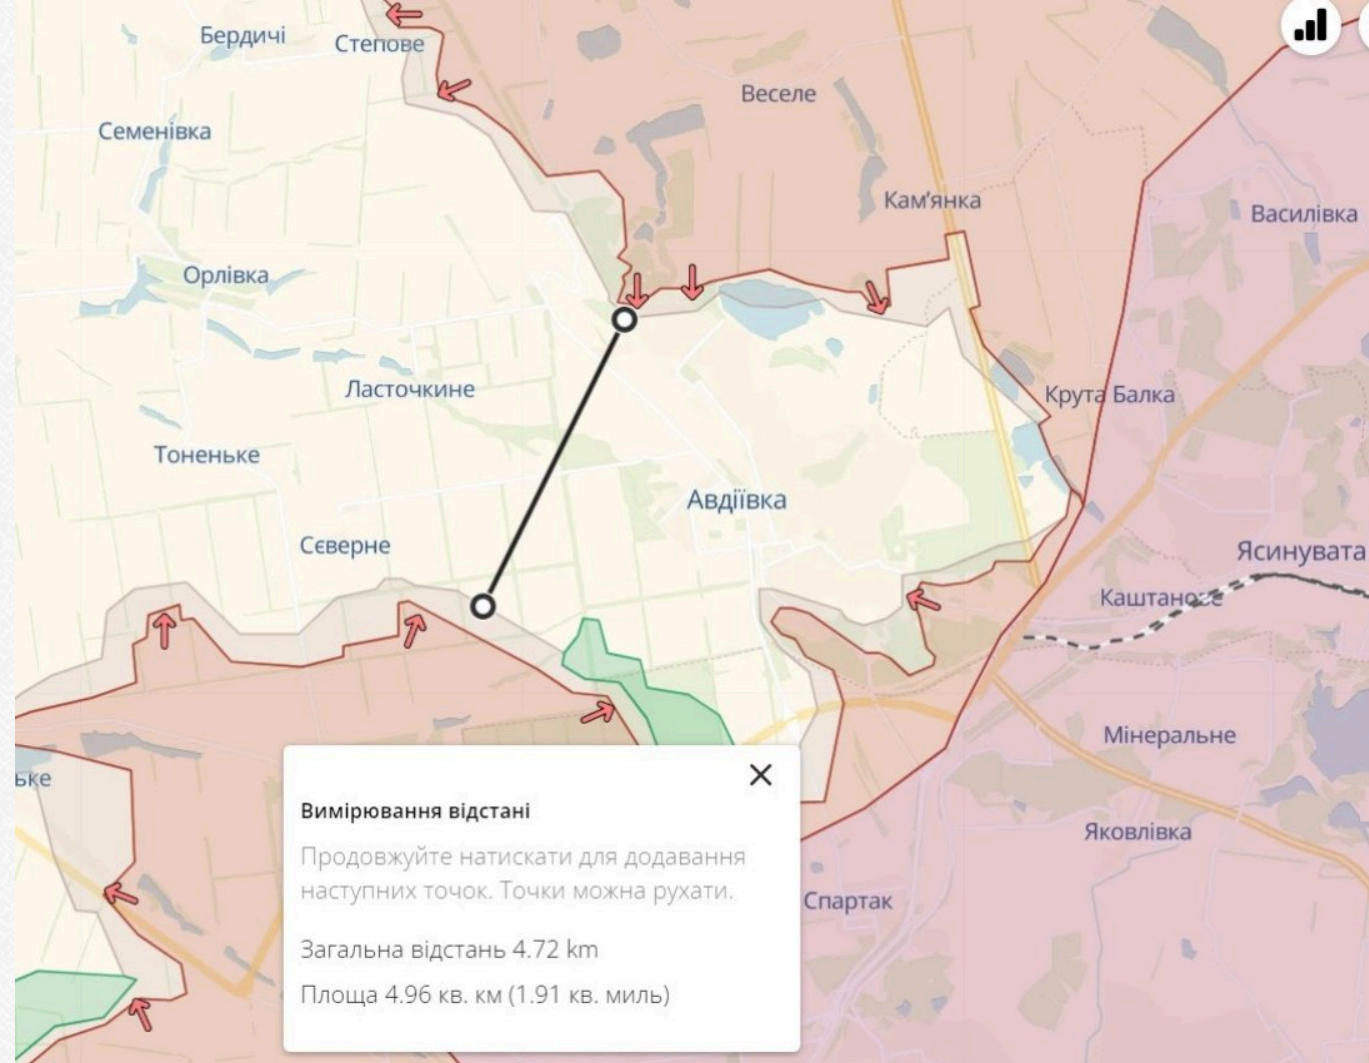 Бердичі
Степове
Веселе
Семенівка
Кам'янка
Василівка
Орлівка
Ласточкине
Крута Балка
Тоненьке
Авдіївка
Сєверне
Ясинувата
Каштанове
Мінеральне
ьке
Яковлівка
Спартак
Вимірювання відстані
Продовжуйте натискати для додавання
наступних точок. Точки можна рухати.
Загальна відстань 4.72 km
Площа 4.96 кв. км (1.91 кв. миль)